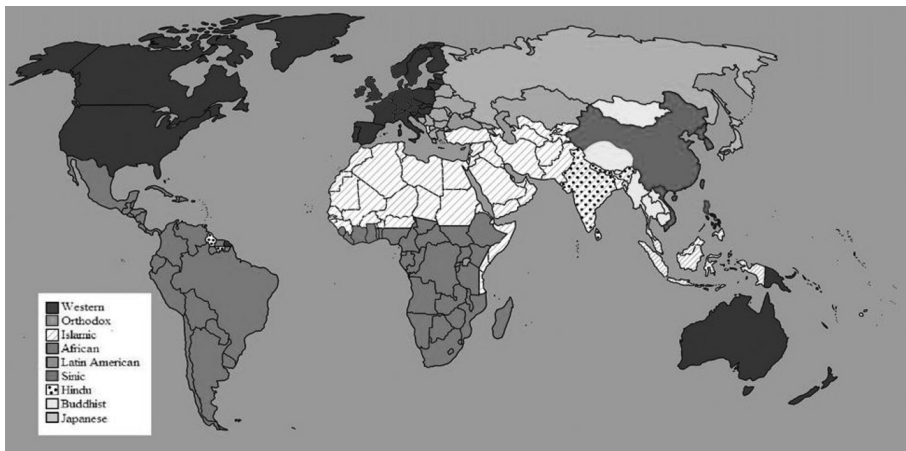 Western
Orthodox
Islamic
African
Latin American
Sinic
Hindu
Buddhist
Japanese